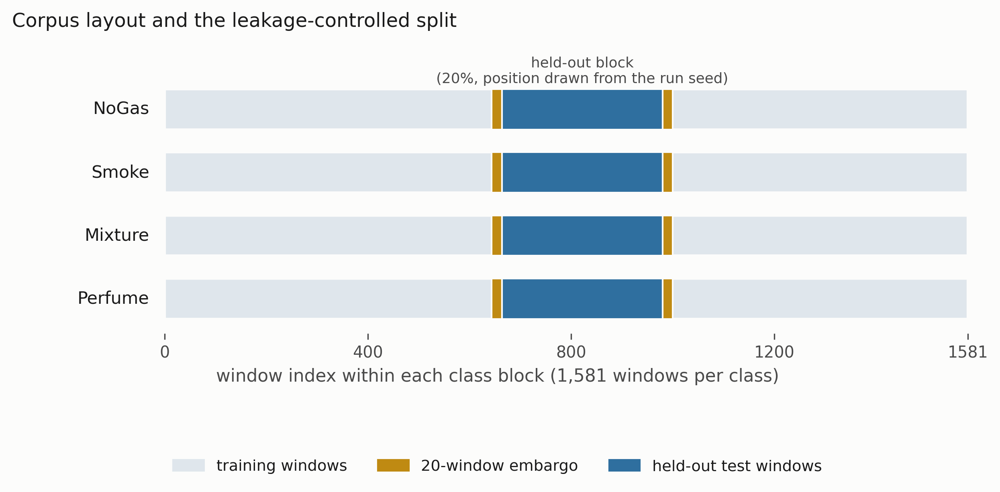 Corpus layout and the leakage-controlled split
held-out block
(20%, position drawn from the run seed)
NoGas
Smoke
Mixture
Perfume
0 400 800 1200 1581
window index within each class block (1,581 windows per class)
training windows 20-window embargo held-out test windows